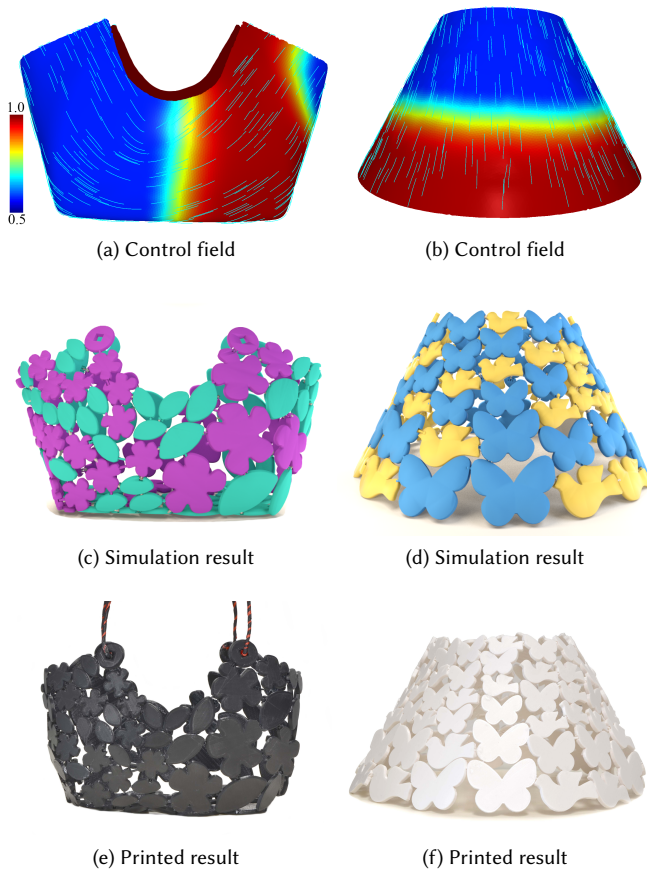 1.0
0.5
(a) Control field
(b) Control field
(c) Simulation result
(d) Simulation result
(e) Printed result
(f) Printed result